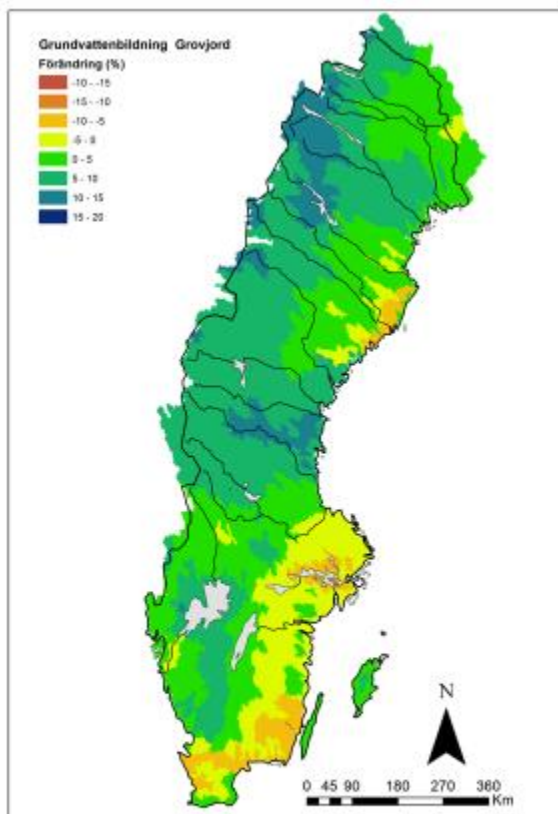 Grundvattenbildning Grovjord
Förändring (%)
-10 - -15
-15 - -10
-10 - -5
-5 - 0
0 - 5
5 - 10
10 - 15
15 - 20
N
0 45 90 180 270 360
Km